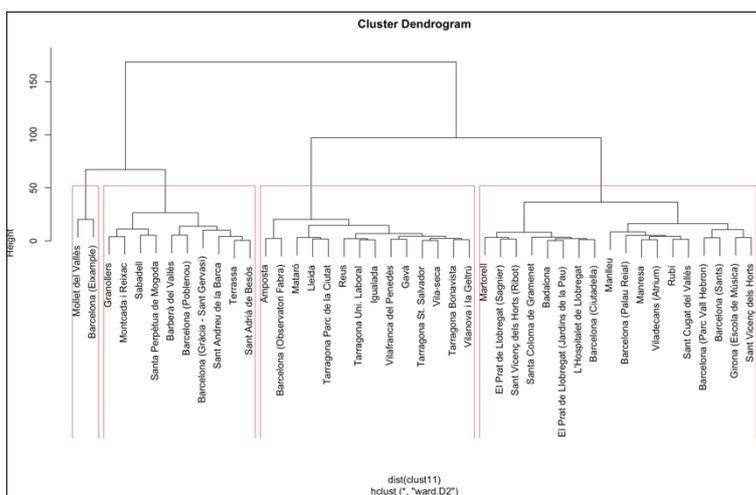 Cluster Dendrogram
Height
150
100
50
0
Mollet del Vallès
Barcelona (Eixample)
Granollers
Montcada i Reixac
Sabadell
Santa Perpètua de Mogoda
Barberà del Vallès
Barcelona (Poblenou)
Barcelona (Gràcia - Sant Gervasi)
Sant Andreu de la Barca
Terrassa
Sant Adrià de Besòs
Amposta
Barcelona (Observatori Fabra)
Mataró
Lleida
Tarragona Parc de la Ciutat
Reus
Tarragona Uni. Laboral
Igualada
Vilafranca del Penedès
Gavà
Tarragona St. Salvador
Vila-seca
Tarragona Bonavista
Vilanova i la Geltrú
Martorell
El Prat de Llobregat (Sagnier)
Sant Vicenç dels Horts (Ribot)
Santa Coloma de Gramenet
Badalona
El Prat de Llobregat (Jardins de la Pau)
L'Hospitalet de Llobregat
Barcelona (Ciutadella)
Manlleu
Barcelona (Palau Reial)
Manresa
Viladecans (Atrium)
Rubí
Sant Cugat del Vallès
Barcelona (Parc Vall Hebron)
Barcelona (Sants)
Girona (Escola de Música)
Sant Vicenç dels Horts
dist(clust11)
hclust (*, "ward.D2")